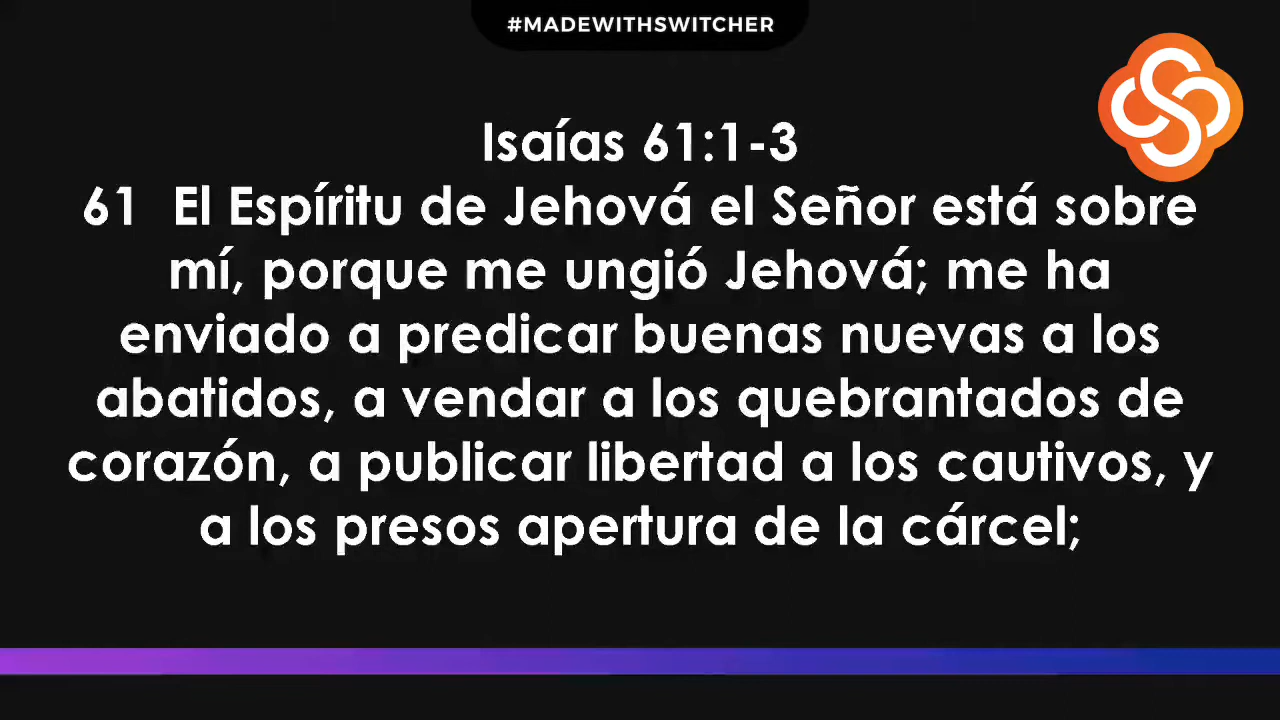 #MADEWITHSWITCHER
Isaías 61:1-3
61  El Espíritu de Jehová el Señor está sobre
mí, porque me ungió Jehová; me ha
enviado a predicar buenas nuevas a los
abatidos, a vendar a los quebrantados de
corazón, a publicar libertad a los cautivos, y
a los presos apertura de la cárcel;